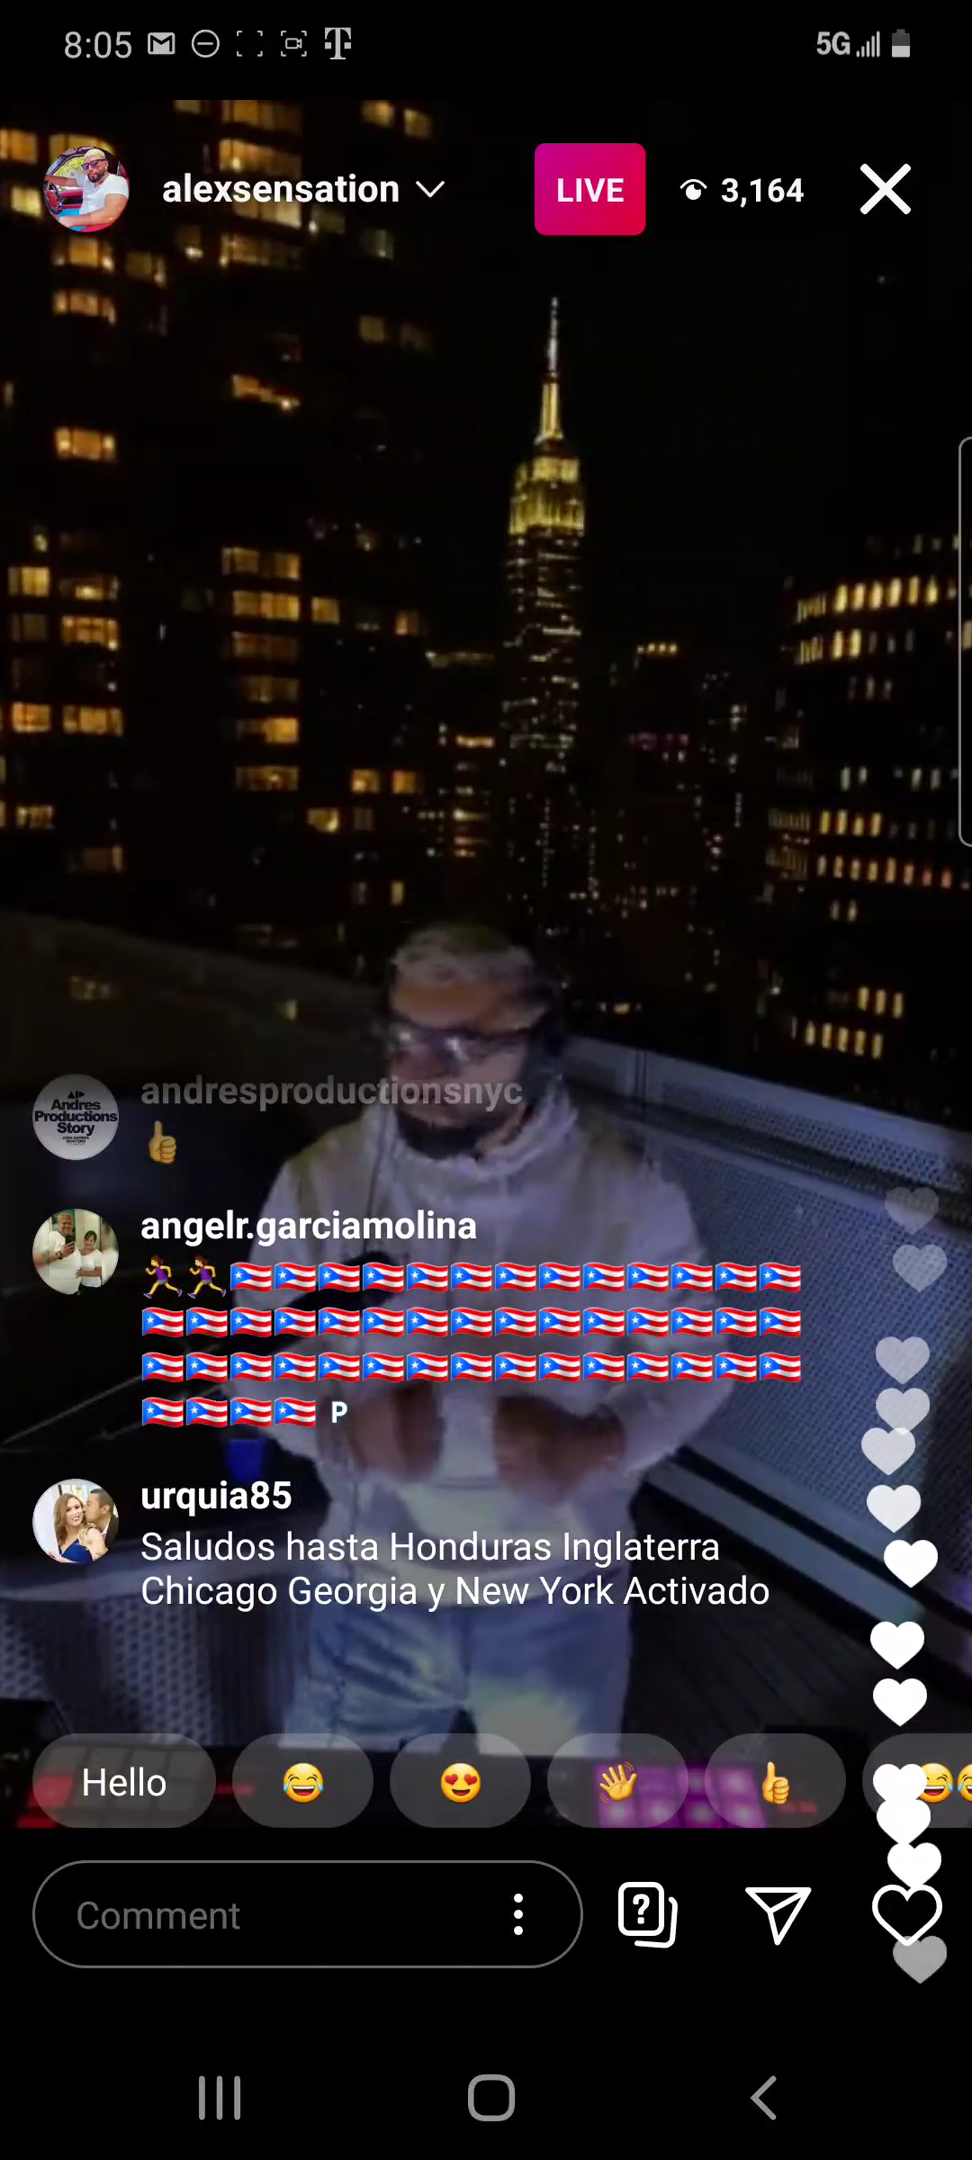 8:05
5G
alexsensation
LIVE
3,164
Andres
Productions
Story
andresproductionsnyc
👍
angelr.garciamolina
🏃‍♀️🏃‍♀️🇵🇷🇵🇷🇵🇷🇵🇷🇵🇷🇵🇷🇵🇷🇵🇷🇵🇷🇵🇷🇵🇷🇵🇷🇵🇷
🇵🇷🇵🇷🇵🇷🇵🇷🇵🇷🇵🇷🇵🇷🇵🇷🇵🇷🇵🇷🇵🇷🇵🇷🇵🇷🇵🇷🇵🇷
🇵🇷🇵🇷🇵🇷🇵🇷🇵🇷🇵🇷🇵🇷🇵🇷🇵🇷🇵🇷🇵🇷🇵🇷🇵🇷🇵🇷🇵🇷
🇵🇷🇵🇷🇵🇷🇵🇷 P
urquia85
Saludos hasta Honduras Inglaterra
Chicago Georgia y New York Activado
Hello 😂 😍 👋 👍 😂😂
Comment